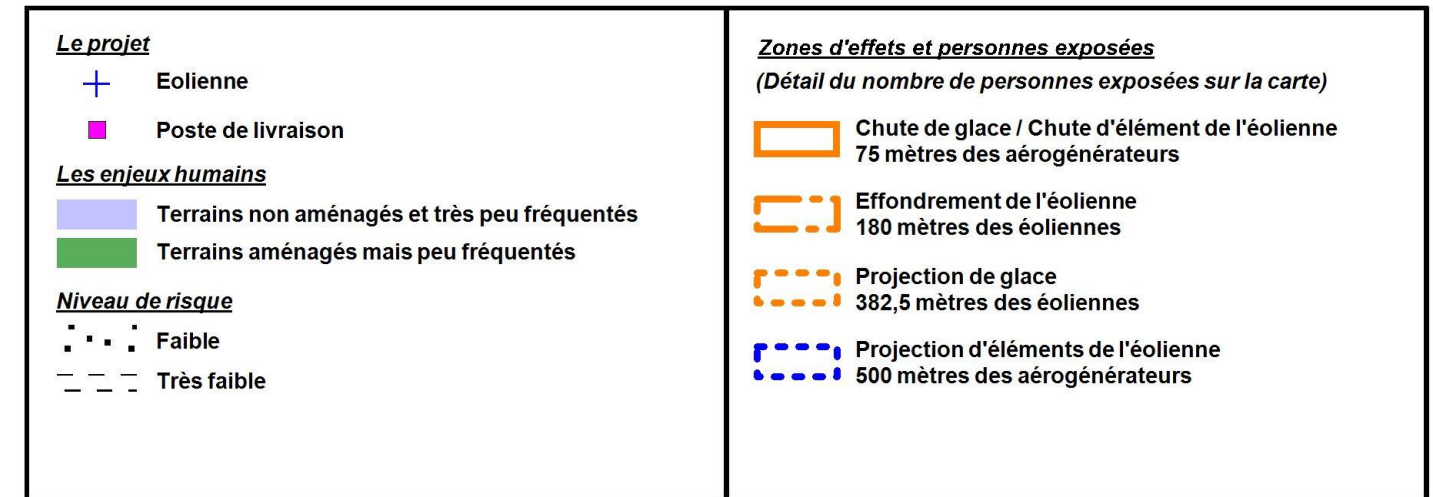 Le projet
Eolienne
Poste de livraison
Les enjeux humains
Terrains non aménagés et très peu fréquentés
Terrains aménagés mais peu fréquentés
Niveau de risque
Faible
Très faible
Zones d'effets et personnes exposées
(Détail du nombre de personnes exposées sur la carte)
Chute de glace / Chute d'élément de l'éolienne
75 mètres des aérogénérateurs
Effondrement de l'éolienne
180 mètres des éoliennes
Projection de glace
382,5 mètres des éoliennes
Projection d'éléments de l'éolienne
500 mètres des aérogénérateurs